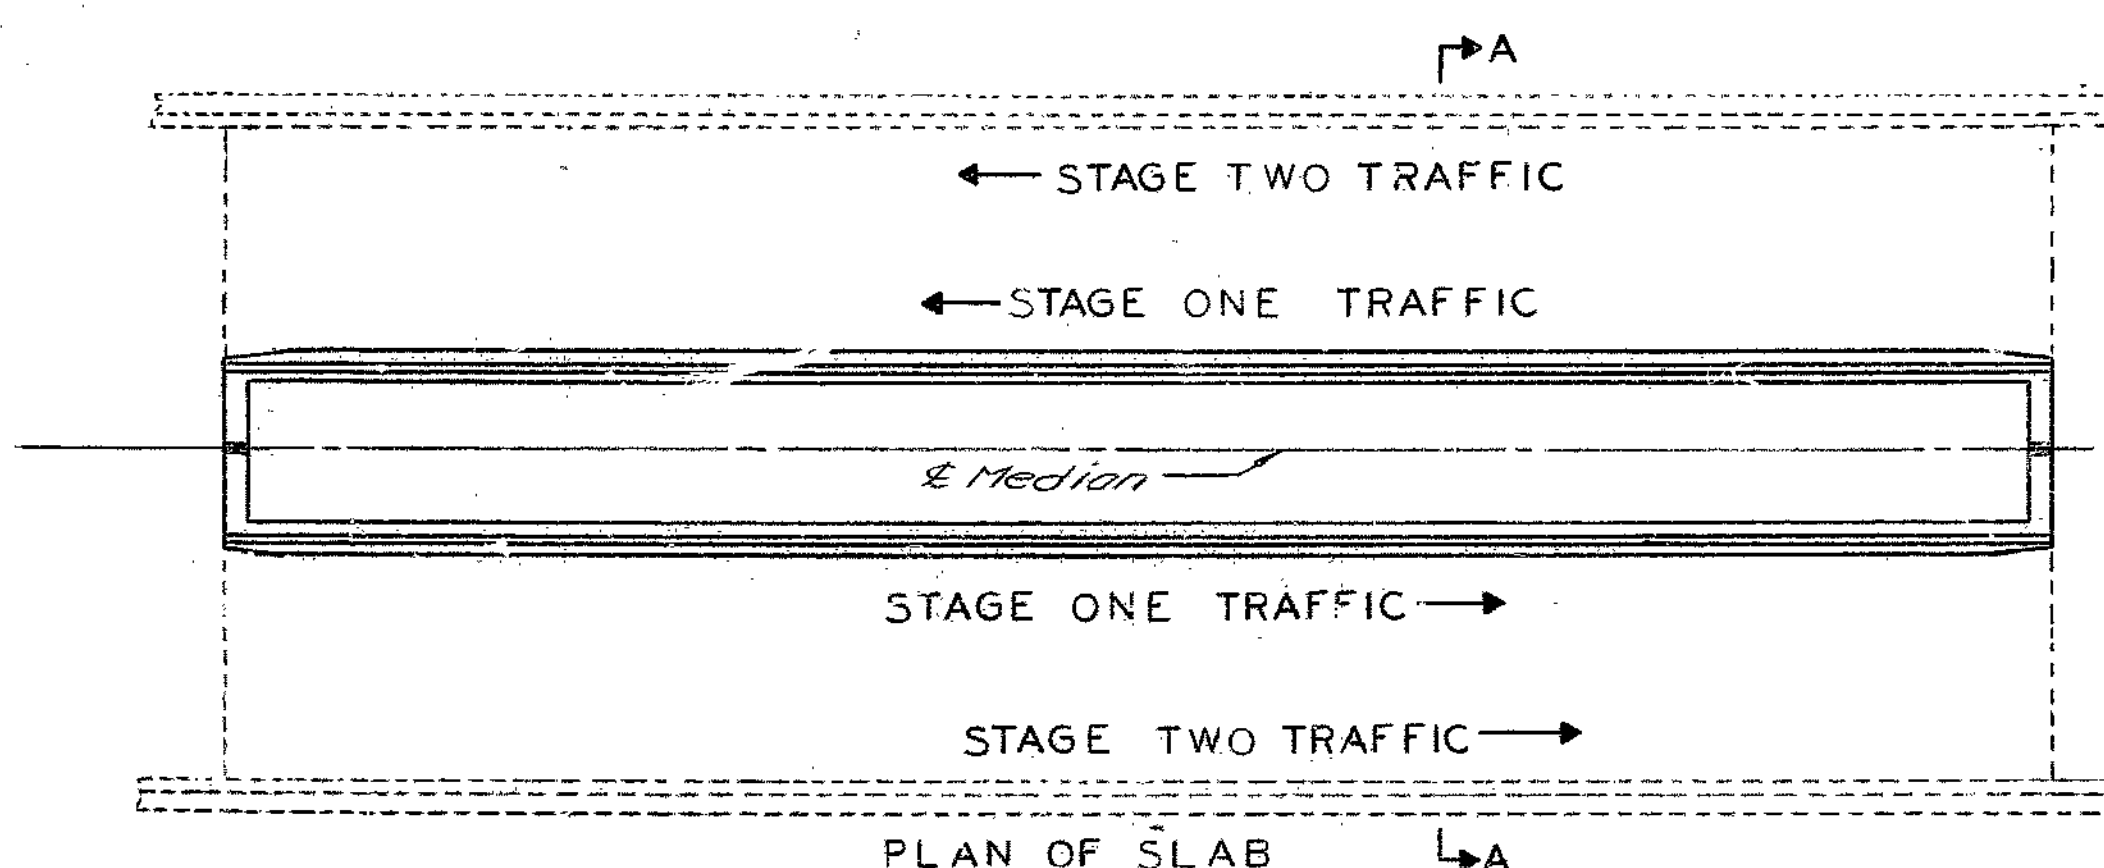 A
STAGE TWO TRAFFIC
STAGE ONE TRAFFIC
℄ Median
STAGE ONE TRAFFIC
STAGE TWO TRAFFIC
PLAN OF SLAB
A